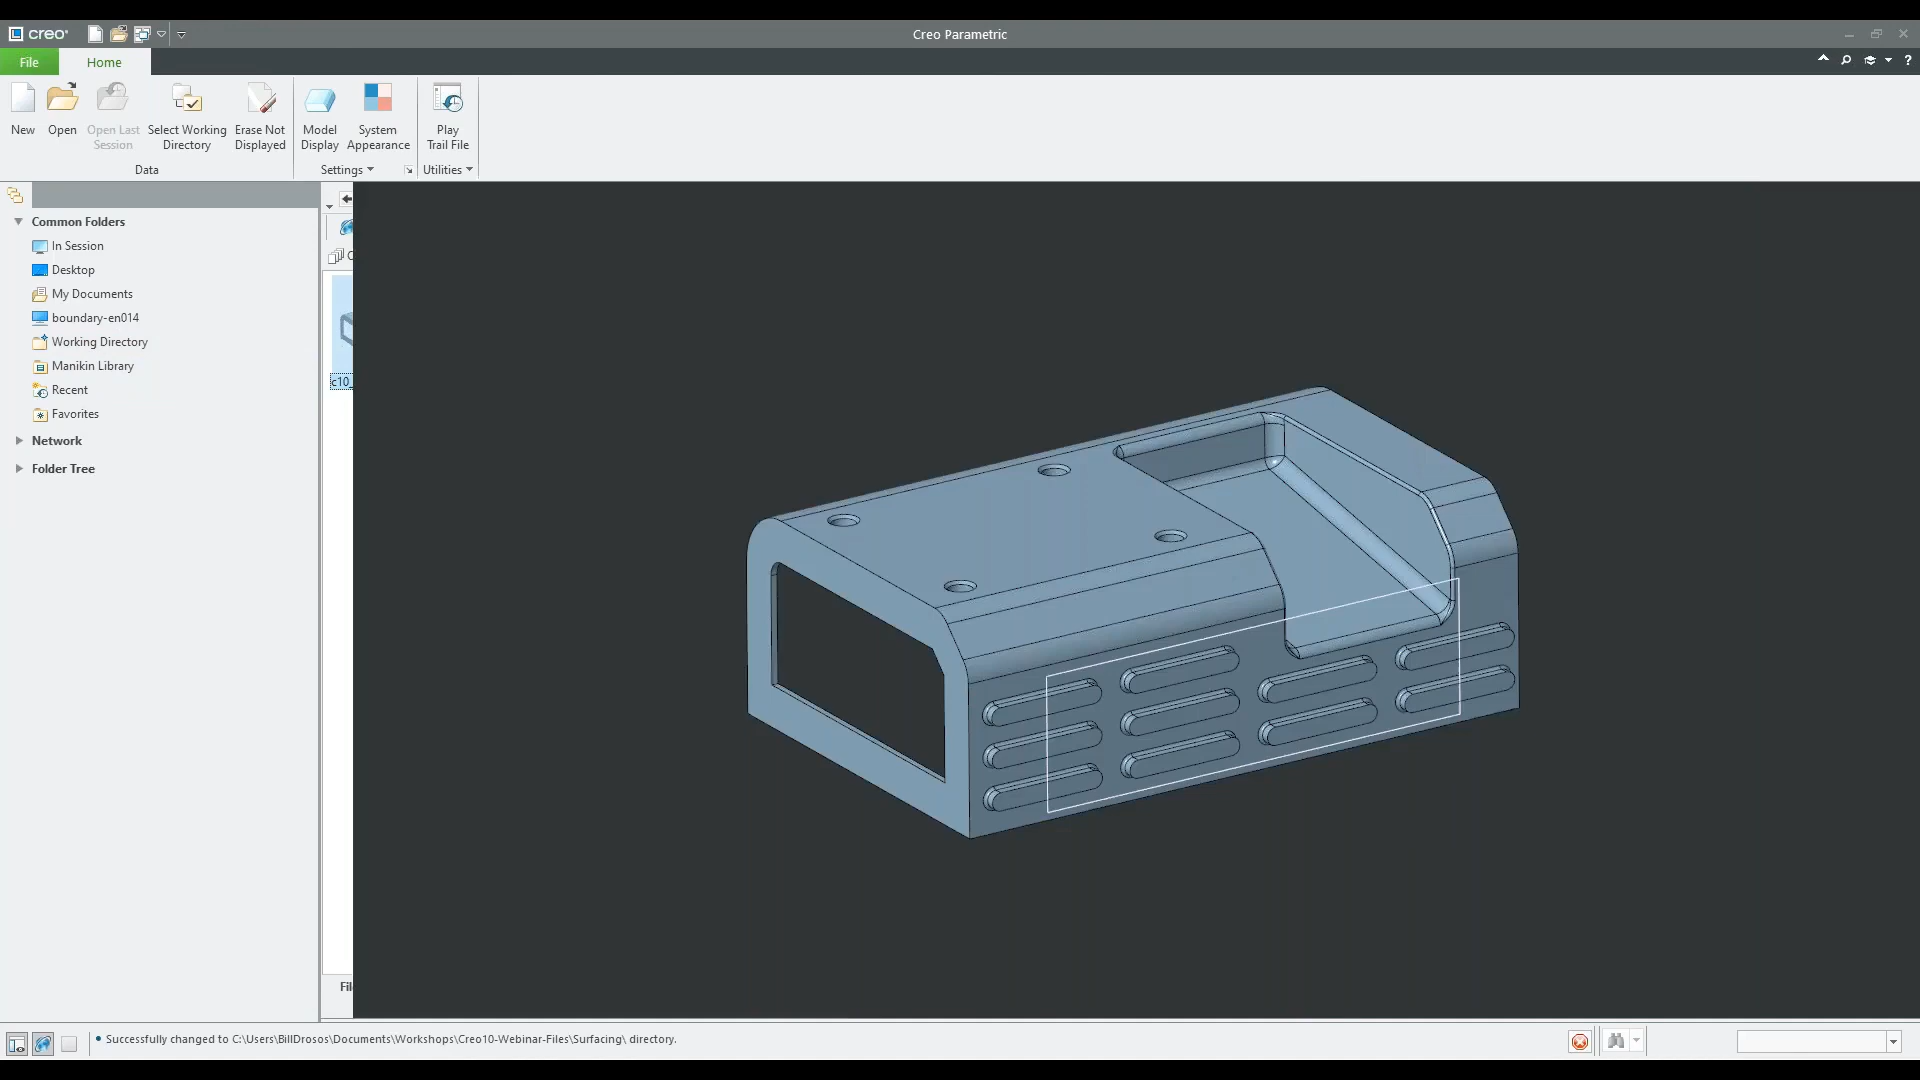 creo°
Creo Parametric
File
Home
?
New
Open
Open Last
Session
Select Working
Directory
Erase Not
Displayed
Model
Display
System
Appearance
Play
Trail File
Data
Settings
Utilities
Common Folders
In Session
Desktop
My Documents
boundary-en014
Working Directory
Manikin Library
Recent
Favorites
Network
Folder Tree
c10_
Successfully changed to C:\Users\BillDrosos\Documents\Workshops\Creo10-Webinar-Files\Surfacing\ directory.